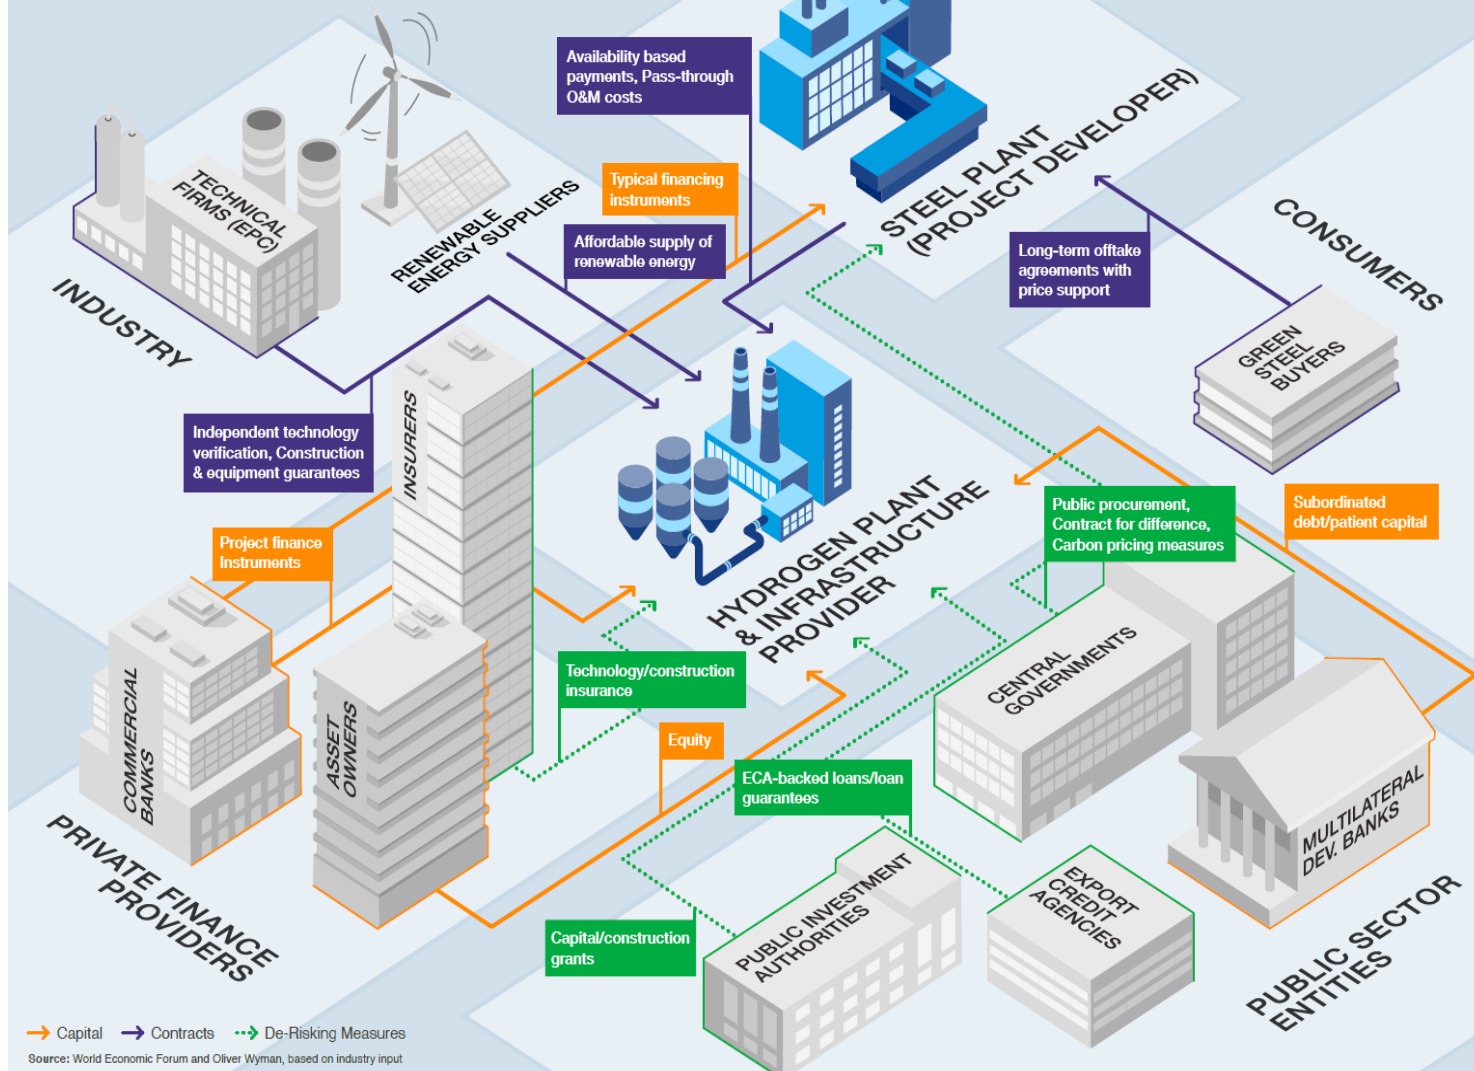 Availability based
payments, Pass-through
O&M costs
STEEL PLANT
(PROJECT DEVELOPER)
TECHNICAL
FIRMS (EPC)
RENEWABLE
ENERGY SUPPLIERS
INDUSTRY
Typical financing
instruments
Affordable supply of
renewable energy
Long-term offtake
agreements with
price support
CONSUMERS
GREEN
STEEL
BUYERS
Independent technology
verification, Construction
& equipment guarantees
INSURERS
Project finance
Instruments
HYDROGEN PLANT
& INFRASTRUCTURE
PROVIDER
Public procurement,
Contract for difference,
Carbon pricing measures
Subordinated
debt/patient capital
Technology/construction
insurance
CENTRAL
GOVERNMENTS
COMMERCIAL
BANKS
ASSET
OWNERS
Equity
ECA-backed loans/loan
guarantees
MULTILATERAL
DEV. BANKS
PRIVATE FINANCE
PROVIDERS
Capital/construction
grants
PUBLIC INVESTMENT
AUTHORITIES
EXPORT
CREDIT
AGENCIES
PUBLIC SECTOR
ENTITIES
Capital
Contracts
De-Risking Measures
Source: World Economic Forum and Oliver Wyman, based on industry input